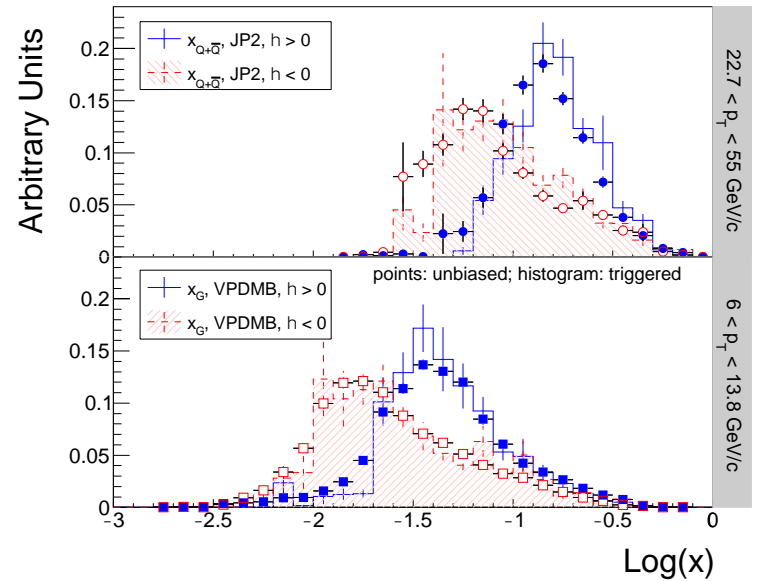 Arbitrary Units
0.2
0.15
0.1
0.05
0
x_{Q+Q̅}, JP2, h > 0
x_{Q+Q̅}, JP2, h < 0
22.7 < p_T < 55 GeV/c
points: unbiased; histogram: triggered
0.2
0.15
0.1
0.05
0
x_G, VPDMB, h > 0
x_G, VPDMB, h < 0
6 < p_T < 13.8 GeV/c
−3 −2.5 −2 −1.5 −1 −0.5 0
Log(x)